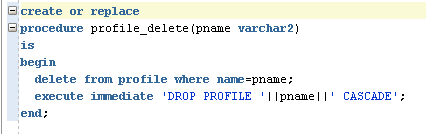 create or replace
procedure profile_delete(pname varchar2)
is
begin
delete from profile where name=pname;
execute immediate 'DROP PROFILE '||pname||' CASCADE';
end;